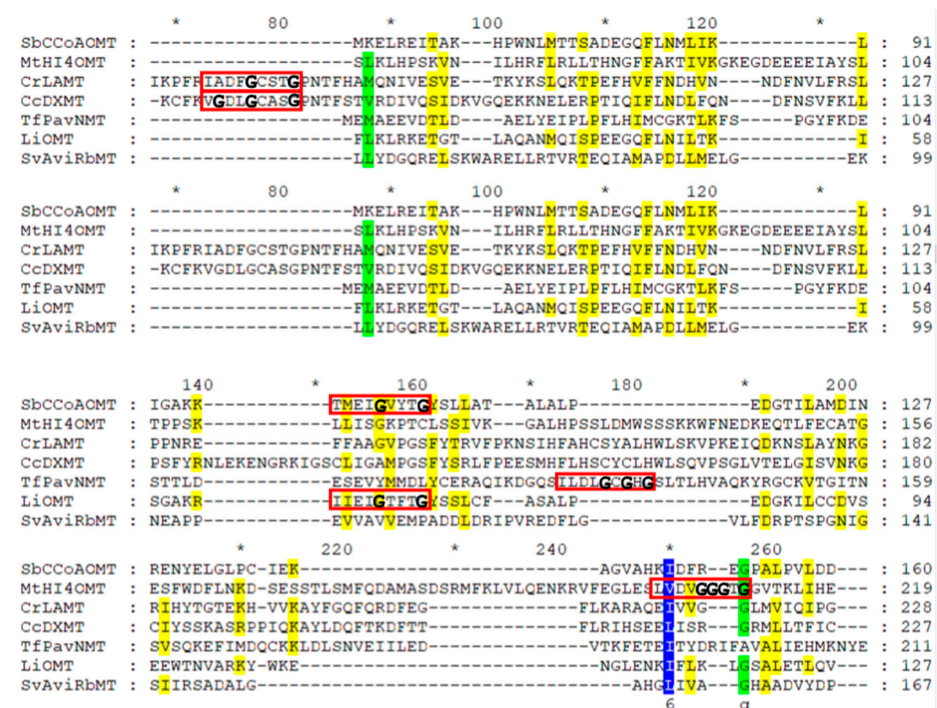 * 80 * 100 * 120 *
SbCCoAOMT : -------------------MKELREITAK---HPWNLMTTSADEGQFLNMLIK-------------L : 91
MtHI4OMT : -------------------SLKLHPSKVN---ILHRFLRLLTHNGFFAKTIVKGKEGDEEEEIAYSL : 104
CrLAMT : IKPFRIADFGCSTGPNTFHAMQNIVESVE---TKYKSLQKTPEFHVFFNDHVN----NDFNVLFRSL : 127
CcDXMT : -KCFKVGDLGCASGPNTFSTVRDIVQSIDKVGQEKKNELERPTIQIFLNDLFQN----DFNSVFKLL : 113
TfPavNMT : ------------------MEMAEEVDTLD----AELYEIPLPFLHIMCGKTLKFS-----PGYFKDE : 104
LiOMT : -------------------FLKLRKETGT----LAQANMQISPEEGQFLNILTK-------------I : 58
SvAviRbMT : ------------------LLYDGQRELSKWARELLRTVRTEQIAMAPDLLMELG------------EK : 99
* 80 * 100 * 120 *
SbCCoAOMT : -------------------MKELREITAK---HPWNLMTTSADEGQFLNMLIK-------------L : 91
MtHI4OMT : -------------------SLKLHPSKVN---ILHRFLRLLTHNGFFAKTIVKGKEGDEEEEIAYSL : 104
CrLAMT : IKPFRIADFGCSTGPNTFHAMQNIVESVE---TKYKSLQKTPEFHVFFNDHVN----NDFNVLFRSL : 127
CcDXMT : -KCFKVGDLGCASGPNTFSTVRDIVQSIDKVGQEKKNELERPTIQIFLNDLFQN----DFNSVFKLL : 113
TfPavNMT : ------------------MEMAEEVDTLD----AELYEIPLPFLHIMCGKTLKFS-----PGYFKDE : 104
LiOMT : -------------------FLKLRKETGT----LAQANMQISPEEGQFLNILTK-------------I : 58
SvAviRbMT : ------------------LLYDGQRELSKWARELLRTVRTEQIAMAPDLLMELG------------EK : 99
140 * 160 * 180 * 200
SbCCoAOMT : IGAKK------------TMEIGVYTGYSLLAT---ALALP----------------EDGTILAMDIN : 127
MtHI4OMT : TPPSK------------LLISGKPTCLSSIVK---GALHPSSLDMWSSSKKWFNEDKEQTLFECATG : 156
CrLAMT : PPNRE------------FFAAGVPGSFYTRVFPKNSIHFAHCSYALHWLSKVPKEIQDKNSLAYNKG : 182
CcDXMT : PSFYRNLEKENGRKIGSCLIGAMPGSFYSRLFPEESMHFLHSCYCLHWLSQVPSGLVTELGISVNKG : 180
TfPavNMT : STTLD------------ESEVYMMDLYCERAQIKDGQSILDLGCGHGSLTLHVAQKYRGCKVTGITN : 159
LiOMT : SGAKR------------IIEIGTFTGYSSLCF---ASALP----------------EDGKILCCDVS : 94
SvAviRbMT : NEAPP------------EVVAVVEMPADDLDRIPVREDFLG--------------VLFDRPTSPGNIG : 141
* 220 * 240 * 260
SbCCoAOMT : RENYELGLPC-IEK---------------------------AGVAHKIDFR--EGPALPVLDD---- : 160
MtHI4OMT : ESFWDFLNKD-SESSTLSMFQDAMASDSRMFKLVLQENKRVFEGLESLVDVGGGTGGVTKLIHE--- : 219
CrLAMT : RIHYTGTEKH-VVKAYFGQFQRDFEG---------------FLKARAQEIVVG---GLMVIQIPG-- : 228
CcDXMT : CIYSSKASRPPIQKAYLDQFTKDFTT---------------FLRIHSEELISR---GRMLLTFIC-- : 227
TfPavNMT : SVSQKEFIMDQCKKLDLSNVEIILED---------------VTKFETEITYDRIFAVALIEHMKNYE : 211
LiOMT : EEWTNVARKY-WKE---------------------------NGLENKIFLK--LGSALETLQV---- : 127
SvAviRbMT : SIIRSADALG-------------------------------AHGLIVA---GHAADVYDP---- : 167
6 g